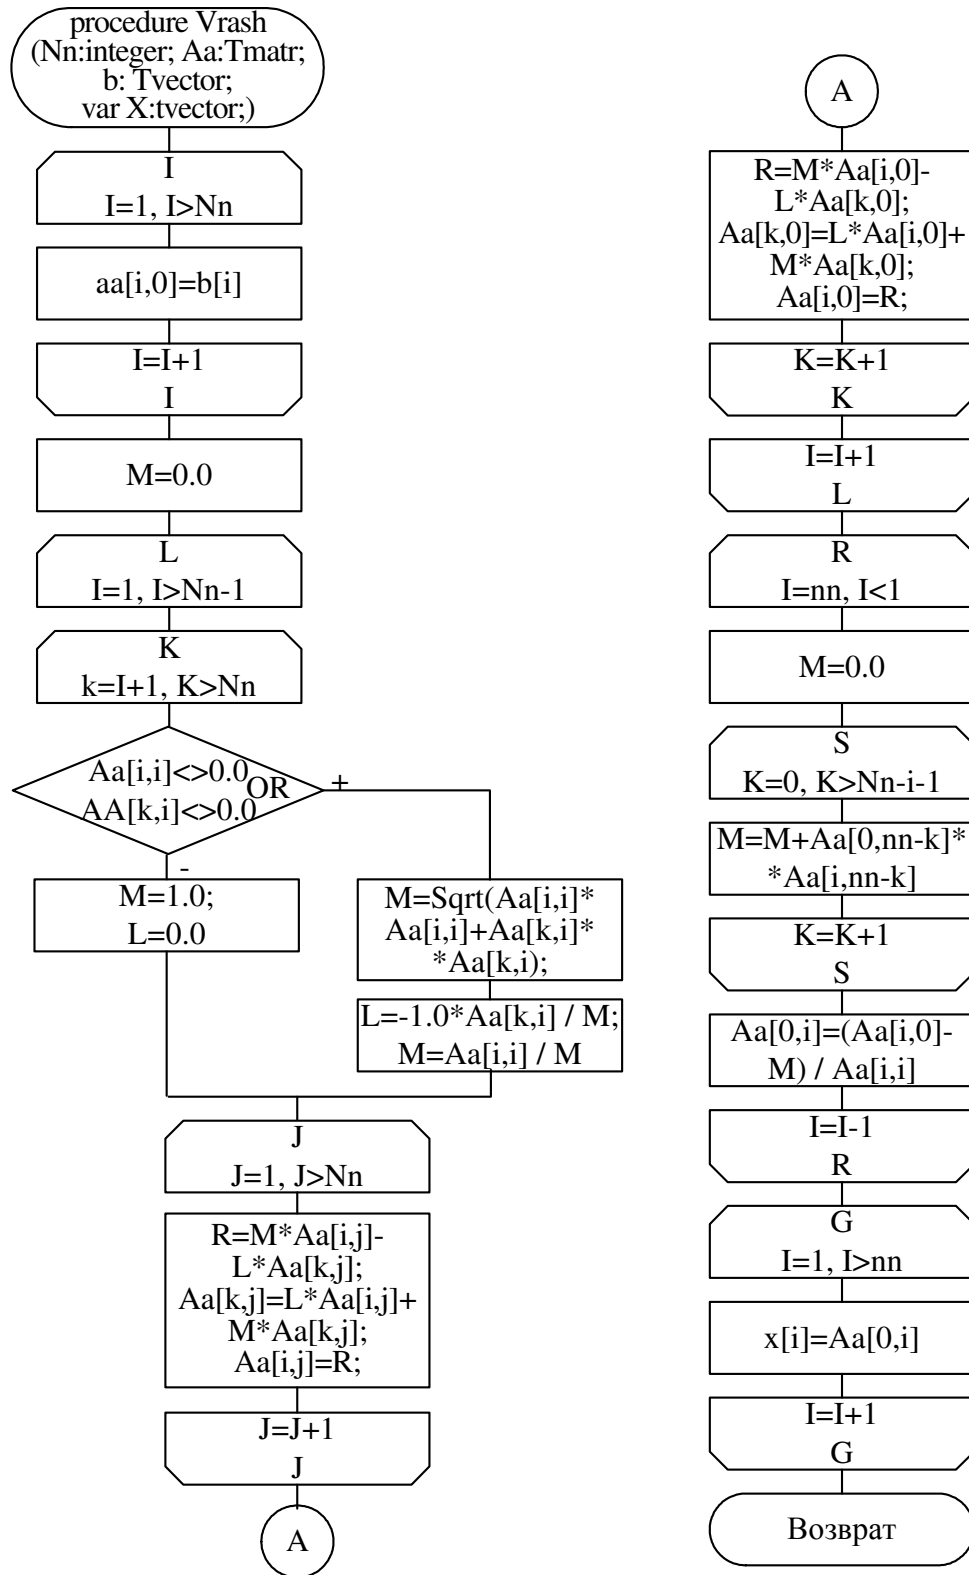 procedure Vrash
(Nn:integer; Aa:Tmatr;
b: Tvector;
var X:tvector;)
I
I=1, I>Nn
aa[i,0]=b[i]
I=I+1
I
M=0.0
L
I=1, I>Nn-1
K
k=I+1, K>Nn
Aa[i,i]<>0.0
OR
AA[k,i]<>0.0
+
-
M=1.0;
L=0.0
M=Sqrt(Aa[i,i]*
Aa[i,i]+Aa[k,i]*
*Aa[k,i);
L=-1.0*Aa[k,i] / M;
M=Aa[i,i] / M
J
J=1, J>Nn
R=M*Aa[i,j]-
L*Aa[k,j];
Aa[k,j]=L*Aa[i,j]+
M*Aa[k,j];
Aa[i,j]=R;
J=J+1
J
A
A
R=M*Aa[i,0]-
L*Aa[k,0];
Aa[k,0]=L*Aa[i,0]+
M*Aa[k,0];
Aa[i,0]=R;
K=K+1
K
I=I+1
L
R
I=nn, I<1
M=0.0
S
K=0, K>Nn-i-1
M=M+Aa[0,nn-k]*
*Aa[i,nn-k]
K=K+1
S
Aa[0,i]=(Aa[i,0]-
M) / Aa[i,i]
I=I-1
R
G
I=1, I>nn
x[i]=Aa[0,i]
I=I+1
G
Возврат